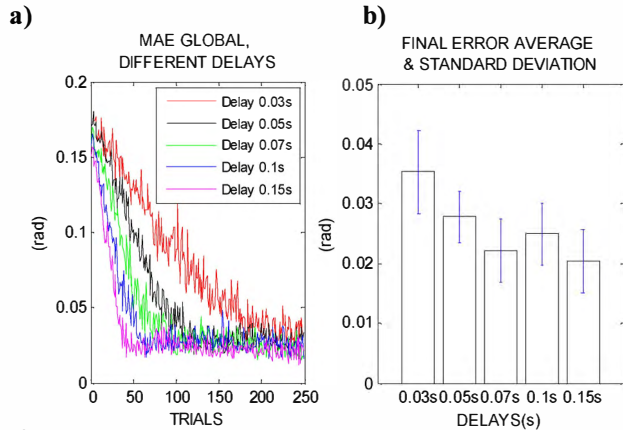 a)
MAE GLOBAL,
DIFFERENT DELAYS
0.2
0.15
0.1
0.05
0
(rad)
Delay 0.03s
Delay 0.05s
Delay 0.07s
Delay 0.1s
Delay 0.15s
0 50 100 150 200 250
TRIALS
b)
FINAL ERROR AVERAGE
& STANDARD DEVIATION
0.05
0.04
0.03
0.02
0.01
0
(rad)
0.03s 0.05s 0.07s 0.1s 0.15s
DELAYS(s)